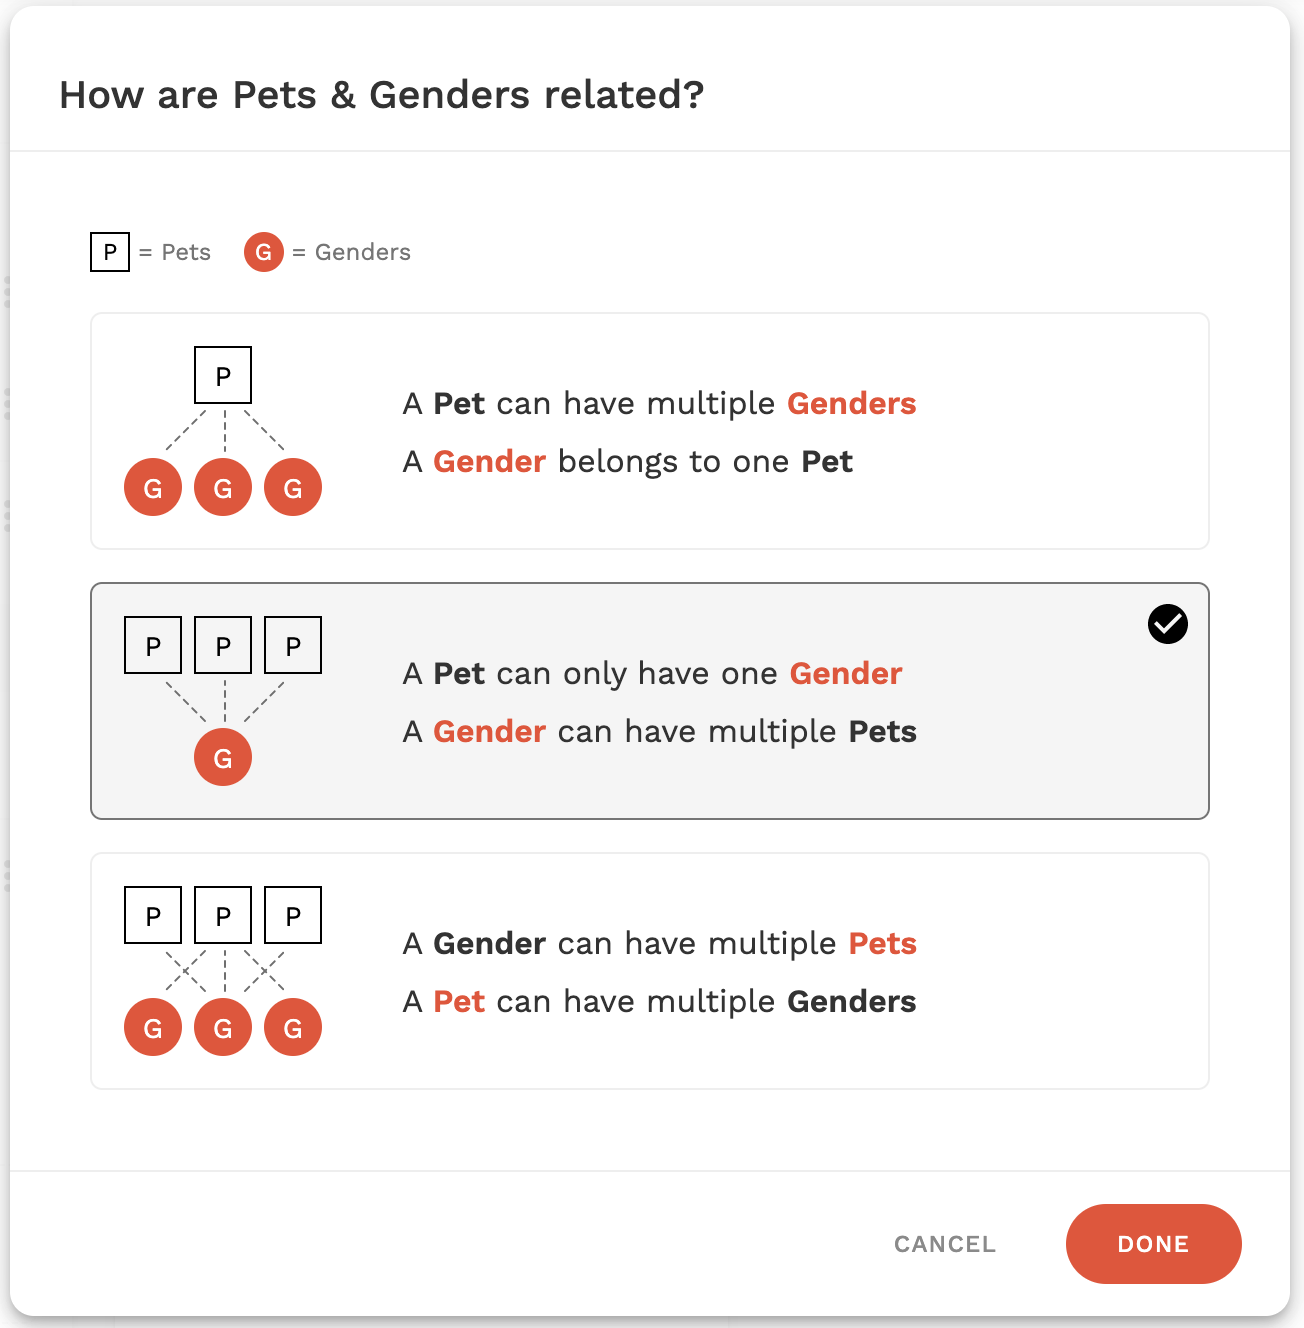 How are Pets & Genders related?
P = Pets G = Genders
P
G G G
A Pet can have multiple Genders
A Gender belongs to one Pet
P P P
G
A Pet can only have one Gender
A Gender can have multiple Pets
P P P
G G G
A Gender can have multiple Pets
A Pet can have multiple Genders
CANCEL DONE